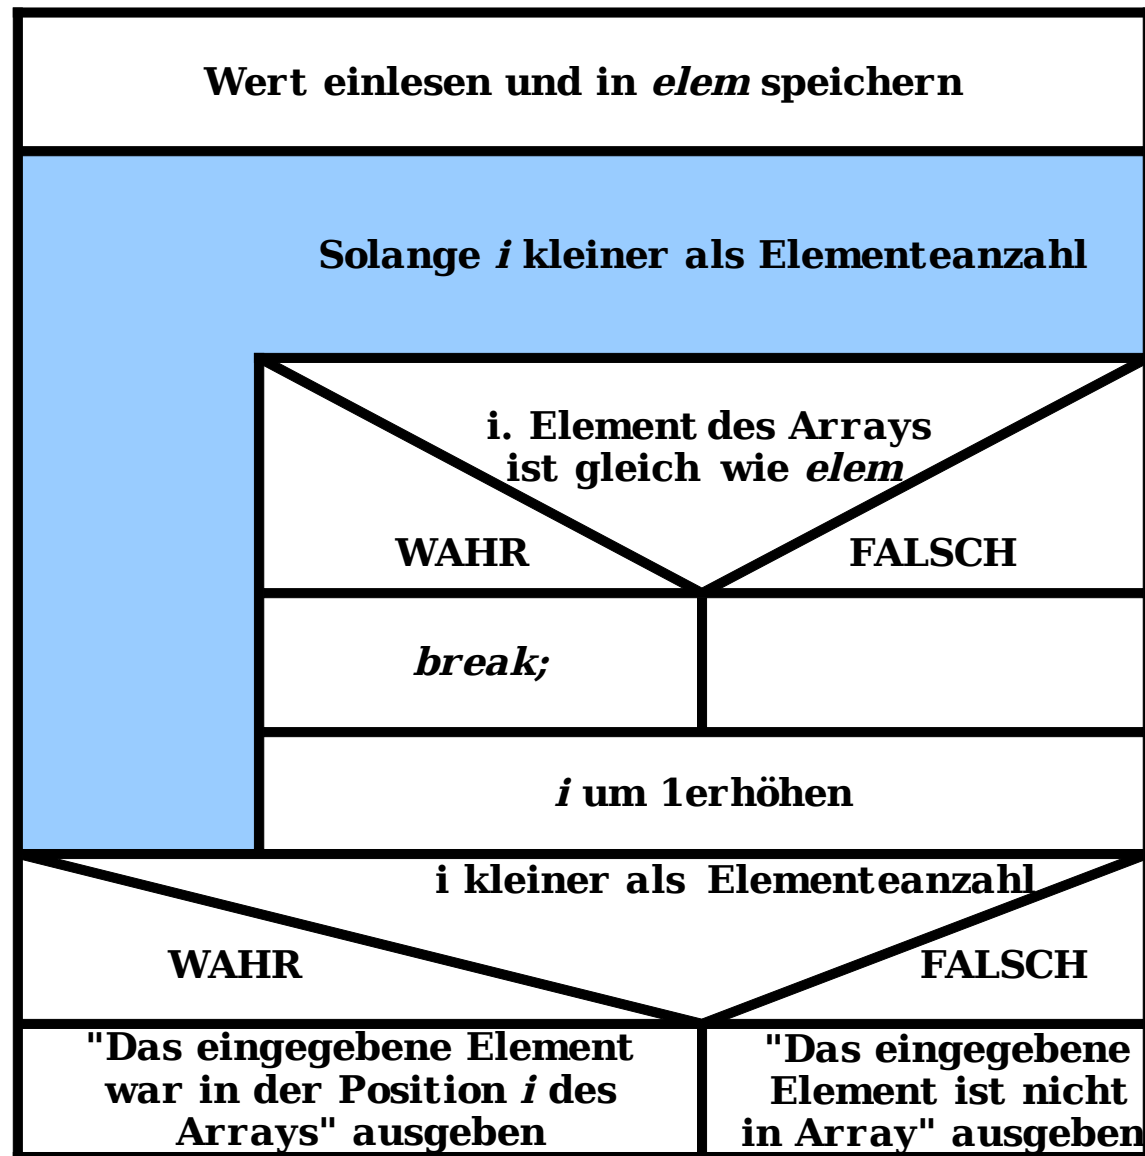 Wert einlesen und in elem speichern
Solange i kleiner als Elementeanzahl
i. Element des Arrays
ist gleich wie elem
WAHR
FALSCH
break;
i um 1erhöhen
i kleiner als Elementeanzahl
WAHR
FALSCH
"Das eingegebene Element
war in der Position i des
Arrays" ausgeben
"Das eingegebene
Element ist nicht
in Array" ausgeben